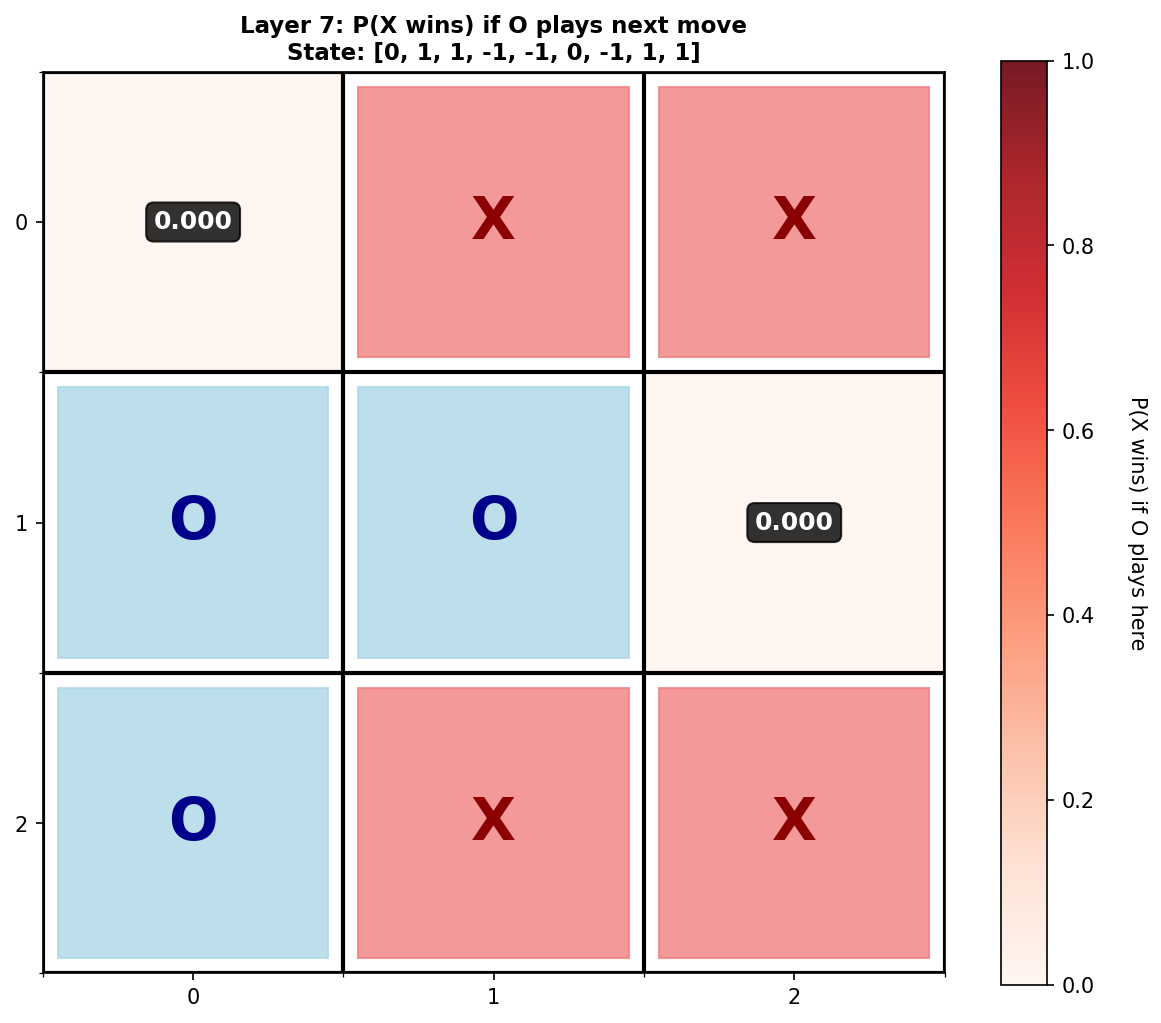 Layer 7: P(X wins) if O plays next move
State: [0, 1, 1, -1, -1, 0, -1, 1, 1]
0
0.000
X
X
1
O
O
0.000
2
O
X
X
0
1
2
1.0
0.8
0.6
0.4
0.2
0.0
P(X wins) if O plays here